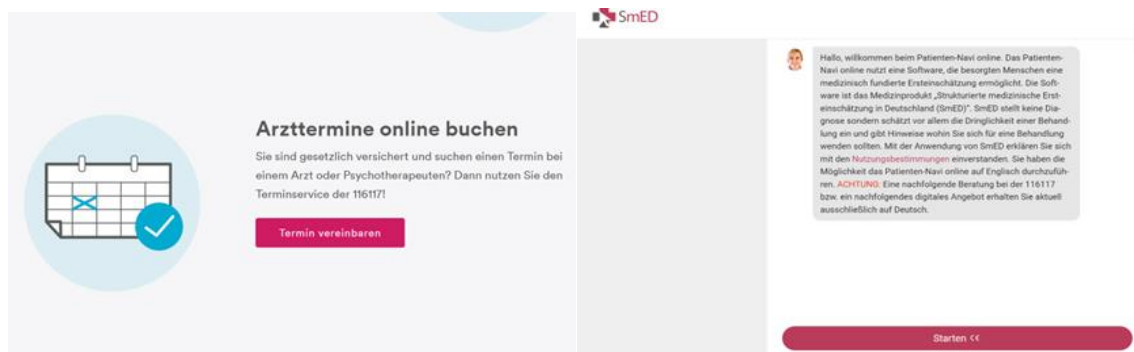 Arzttermine online buchen
Sie sind gesetzlich versichert und suchen einen Termin bei
einem Arzt oder Psychotherapeuten? Dann nutzen Sie den
Terminservice der 116117!
Termin vereinbaren
SmED
Hallo, willkommen beim Patienten-Navi online. Das Patienten-
Navi online nutzt eine Software, die besorgten Menschen eine
medizinisch fundierte Ersteinschätzung ermöglicht. Die Soft-
ware ist das Medizinprodukt „Strukturierte medizinische Erst-
einschätzung in Deutschland (SmED)“. SmED stellt keine Dia-
gnose sondern schätzt vor allem die Dringlichkeit einer Behand-
lung ein und gibt Hinweise wohin Sie sich für eine Behandlung
wenden sollten. Mit der Anwendung von SmED erklären Sie sich
mit den Nutzungsbestimmungen einverstanden. Sie haben die
Möglichkeit das Patienten-Navi online auf Englisch durchzufüh-
ren. ACHTUNG: Eine nachfolgende Beratung bei der 116117
bzw. ein nachfolgendes digitales Angebot erhalten Sie aktuell
ausschließlich auf Deutsch.
Starten <<